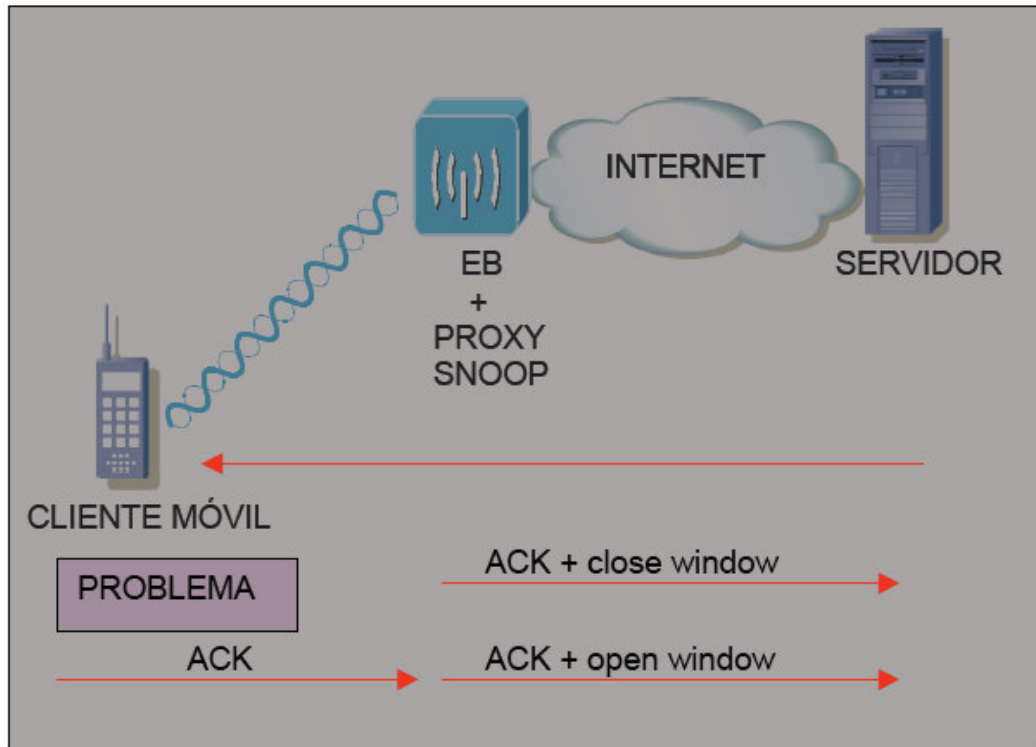 INTERNET
SERVIDOR
EB
+
PROXY
SNOOP
CLIENTE MÓVIL
PROBLEMA
ACK + close window
ACK
ACK + open window